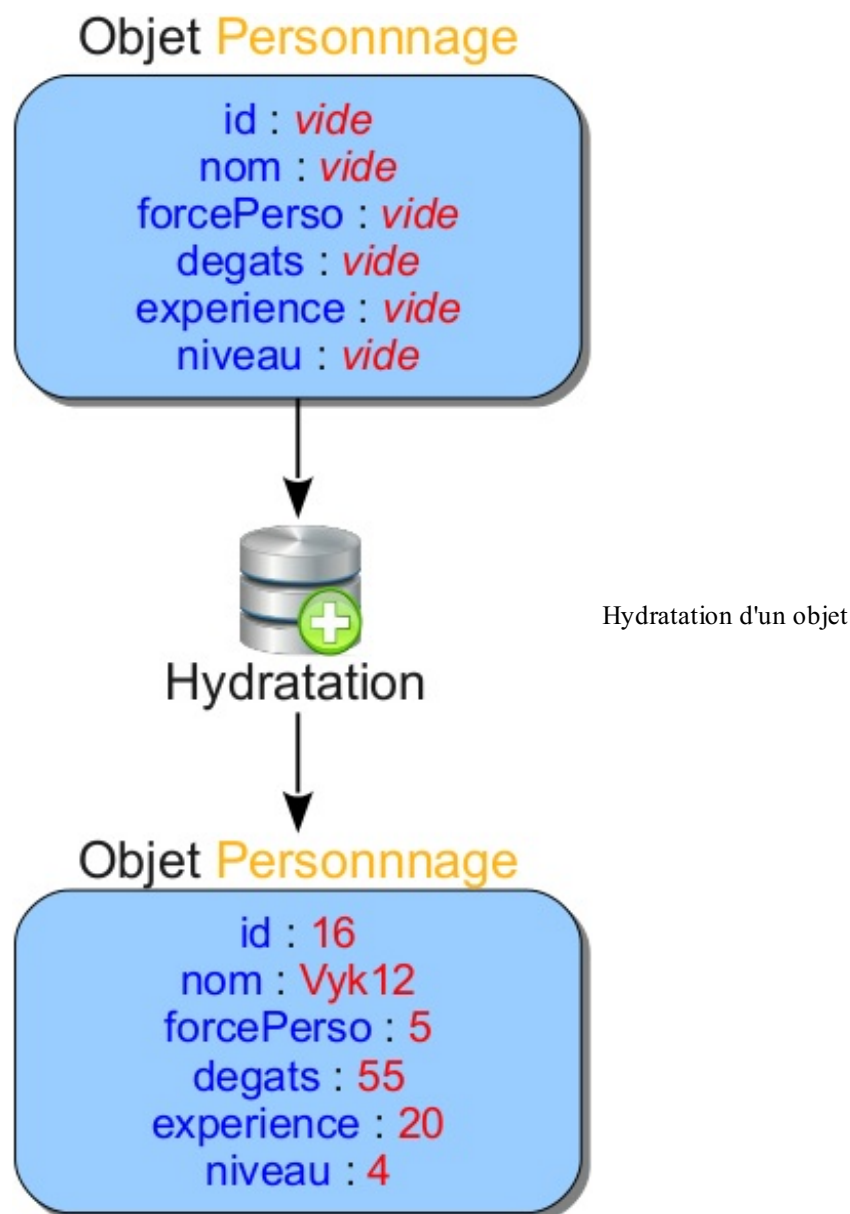 Objet Personnnage
id : vide
nom : vide
forcePerso : vide
degats : vide
experience : vide
niveau : vide
Hydratation
Hydratation d'un objet
Objet Personnnage
id : 16
nom : Vyk12
forcePerso : 5
degats : 55
experience : 20
niveau : 4